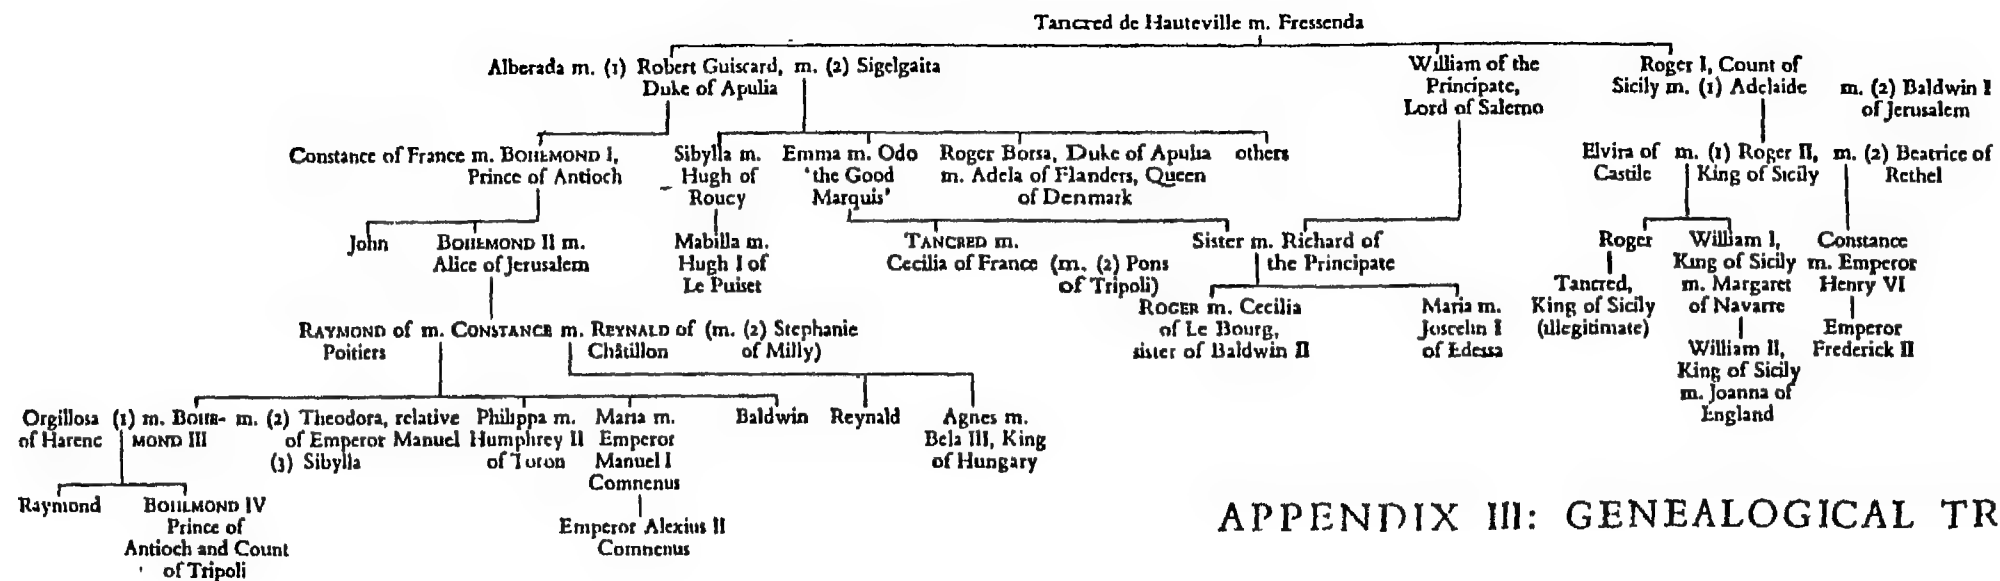 Tancred de Hauteville m. Fressenda
Alberada m. (1) Robert Guiscard, m. (2) Sigelgaita
Duke of Apulia
William of the
Principate,
Lord of Salerno
Roger I, Count of
Sicily m. (1) Adelaide
m. (2) Baldwin I
of Jerusalem
Constance of France m. BOHEMOND I,
Prince of Antioch
Sibylla m.
Hugh of
Roucy
Emma m. Odo
'the Good
Marquis'
Roger Borsa, Duke of Apulia
m. Adela of Flanders, Queen
of Denmark
others
Elvira of
Castile
m. (1) Roger II,
King of Sicily
m. (2) Beatrice of
Rethel
John
BOHEMOND II m.
Alice of Jerusalem
Mabilla m.
Hugh I of
Le Puiset
TANCRED m.
Cecilia of France
(m. (2) Pons
of Tripoli)
Sister m. Richard of
the Principate
Roger
William I,
King of Sicily
m. Margaret
of Navarre
Constance
m. Emperor
Henry VI
Tancred,
King of Sicily
(illegitimate)
ROGER m. Cecilia
of Le Bourg,
sister of Baldwin II
Maria m.
Joscelin I
of Edessa
William II,
King of Sicily
m. Joanna of
England
Emperor
Frederick II
RAYMOND of m. CONSTANCE m. REYNALD of (m. (2) Stephanie
Poitiers
Châtillon
of Milly)
Orgillosa (1) m. BOHE- m. (2) Theodora, relative
of Harenc
MOND III
of Emperor Manuel
(3) Sibylla
Philippa m.
Humphrey II
of Toron
Maria m.
Emperor
Manuel I
Comnenus
Baldwin
Reynald
Agnes m.
Bela III, King
of Hungary
Raymond
BOHEMOND IV
Prince of
Antioch and Count
of Tripoli
Emperor Alexius II
Comnenus
APPENDIX III: GENEALOGICAL TR